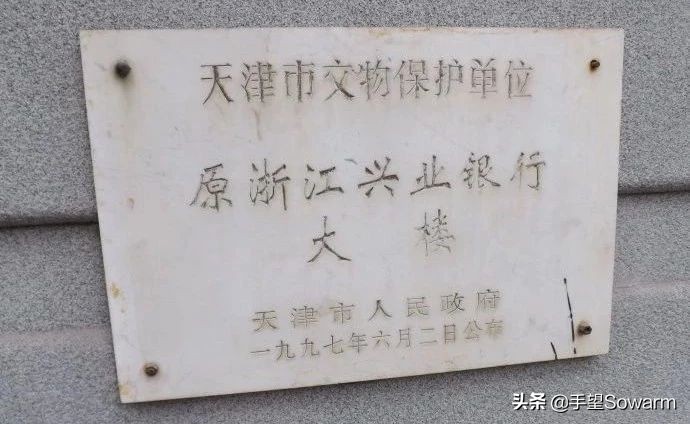 天津市文物保护单位
原浙江兴业银行
大楼
天津市人民政府
一九九七年六月二日公布
头条 @手望Sowarm